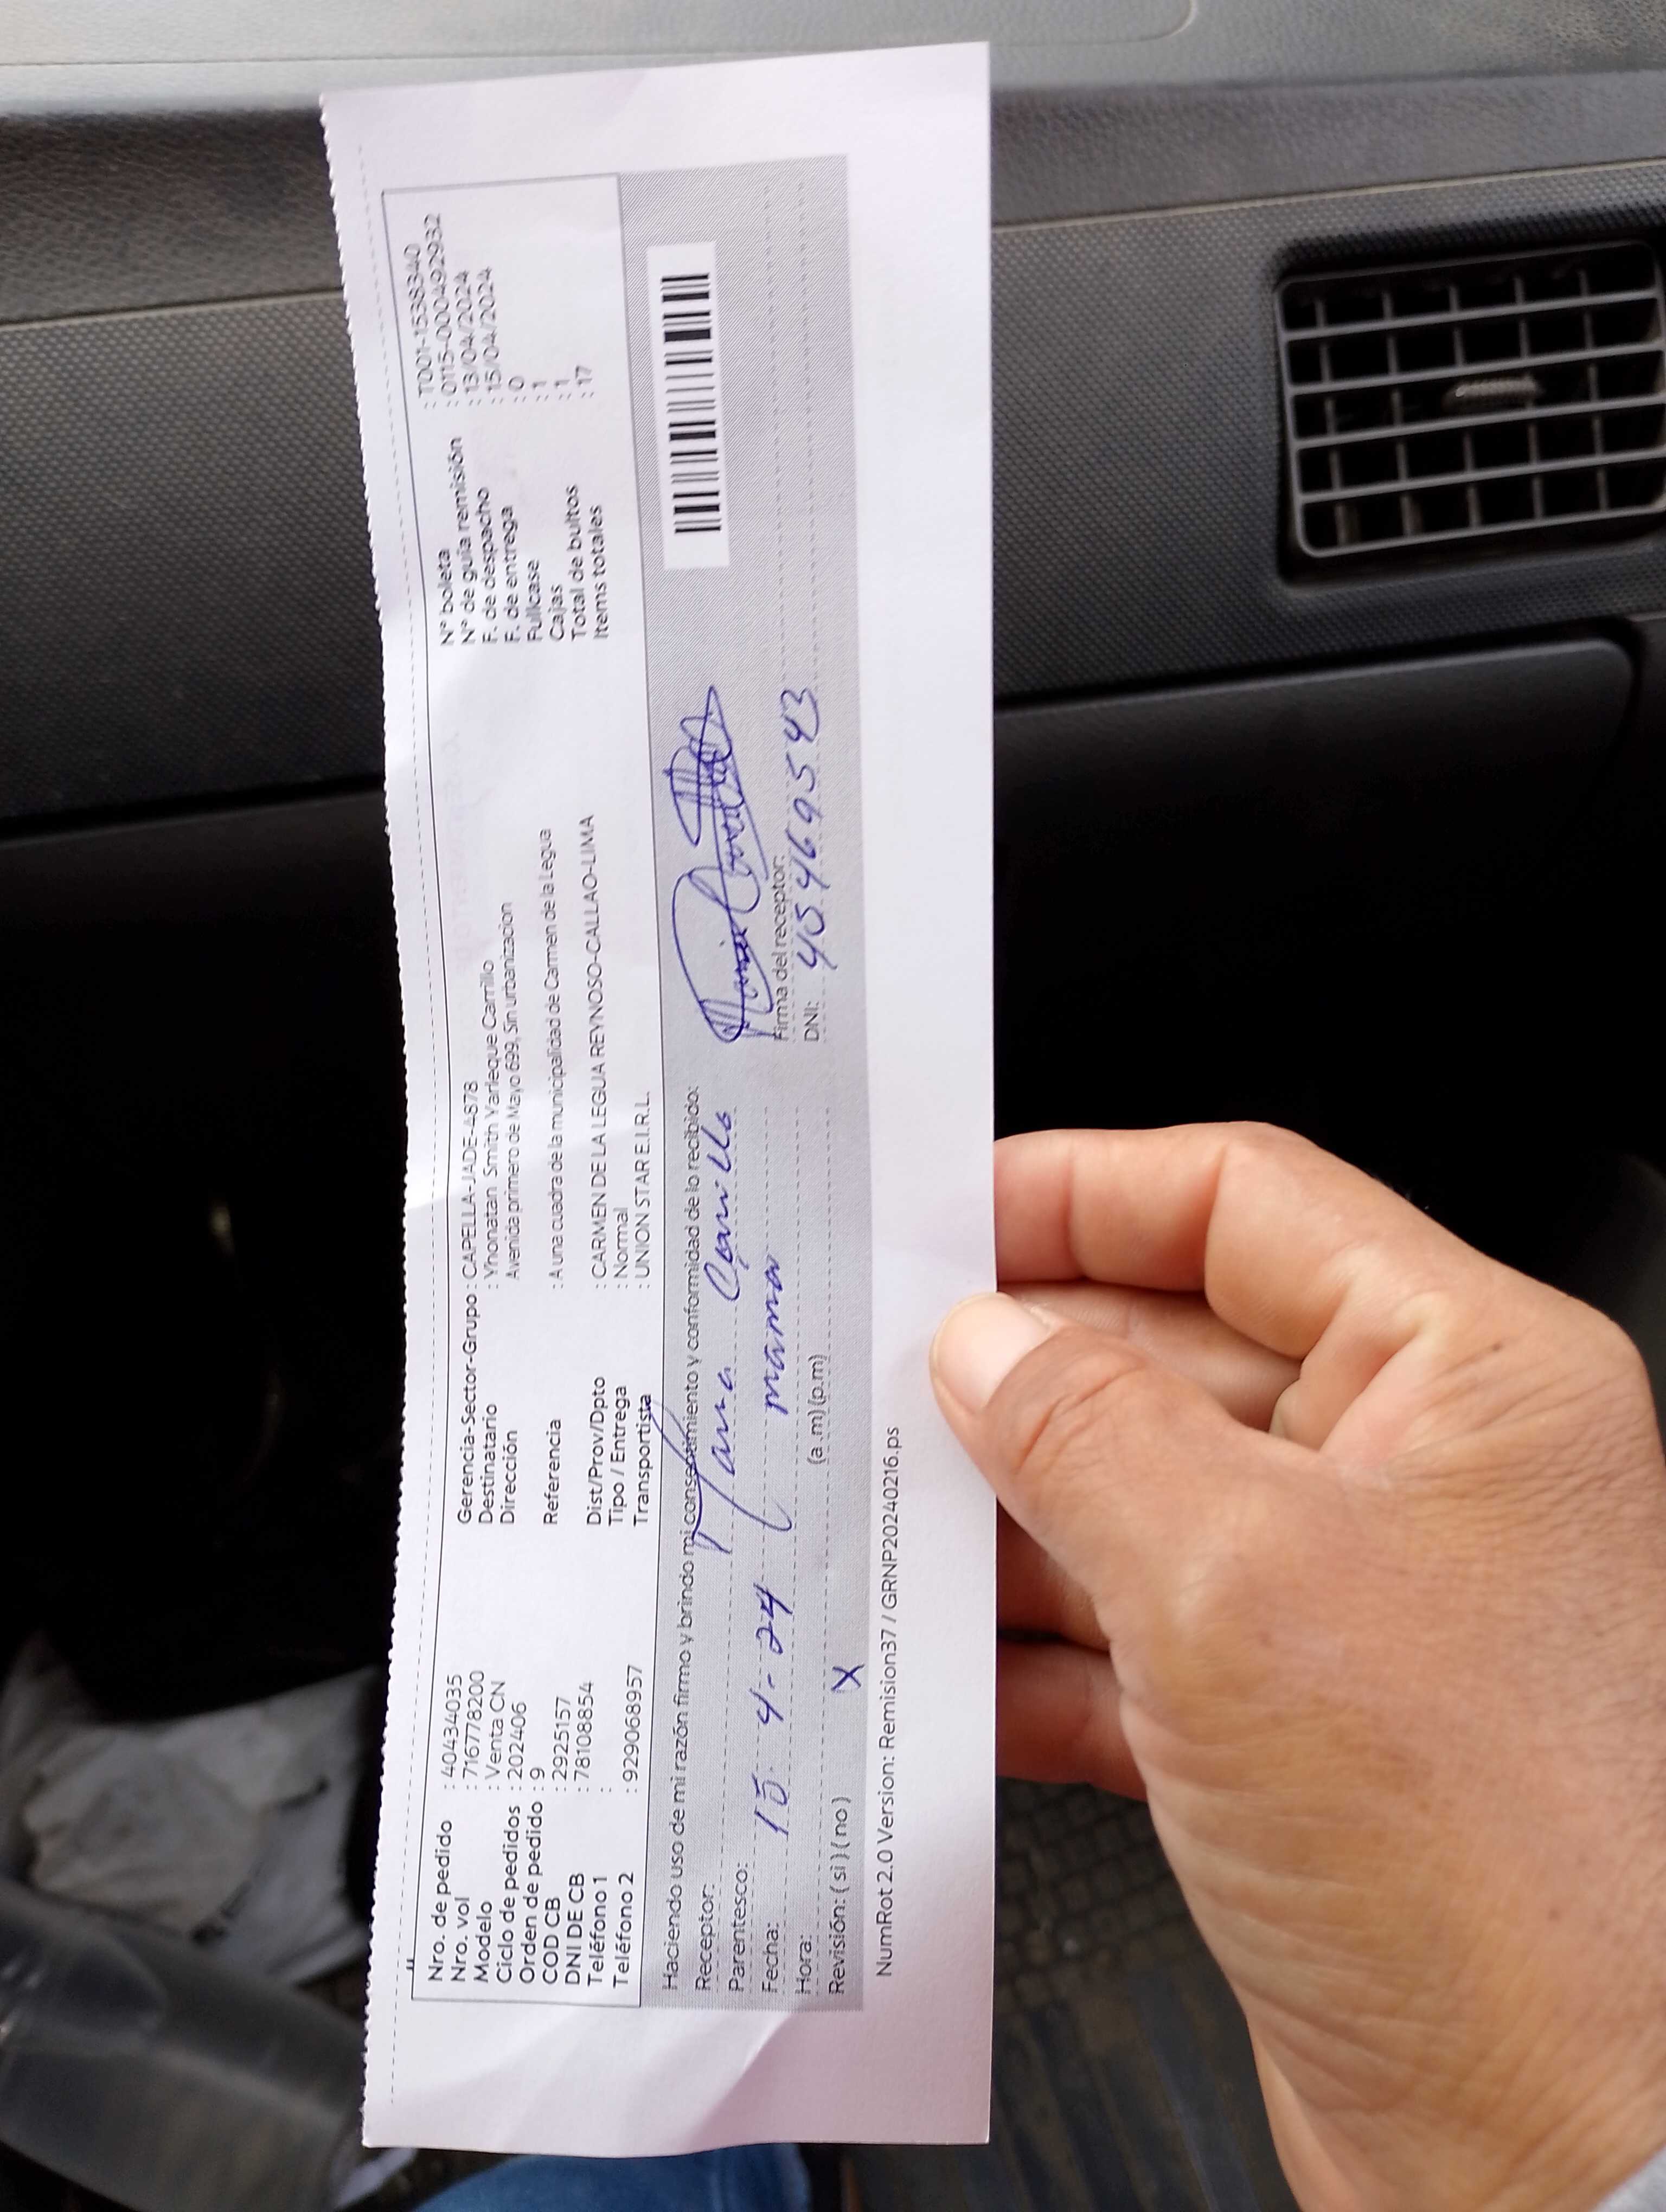 Nro. de pedido : 40434035
Nro. vol : 716778200
Modelo : Venta CN
Ciclo de pedidos : 202406
Orden de pedido : 9
COD CB : 2925157
DNI DE CB : 78108854
Teléfono 1 :
Teléfono 2 : 929068957
Gerencia-Sector-Grupo : CAPELLA-JADE-4878
Destinatario : Yhonatan Smith Yarleque Carrillo
Dirección Avenida primero de Mayo 699, Sin urbanizacion
Referencia : A una cuadra de la municipalidad de Carmen de la Legua
Dist/Prov/Dpto : CARMEN DE LA LEGUA REYNOSO-CALLAO-LIMA
Tipo / Entrega : Normal
Transportista : UNION STAR E.I.R.L.
N° boleta : T001-1538340
N° de guía remisión : 0115-000492932
F. de despacho : 13/04/2024
F. de entrega : 15/04/2024
Fullcase : 0
Cajas : 1
Total de bultos : 1
Items totales : 17
Haciendo uso de mi razón firmo y brindo mi consentimiento y conformidad de lo recibido:
Receptor: Carrillo
Parentesco: mama
Fecha: 15 - 4 - 24
Hora: (a.m) (p.m)
Revisión: ( si ) ( no ) X
Firma del receptor:
DNI: 45469543
NumRot 2.0 Version: Remision37 / GRNP20240216.ps